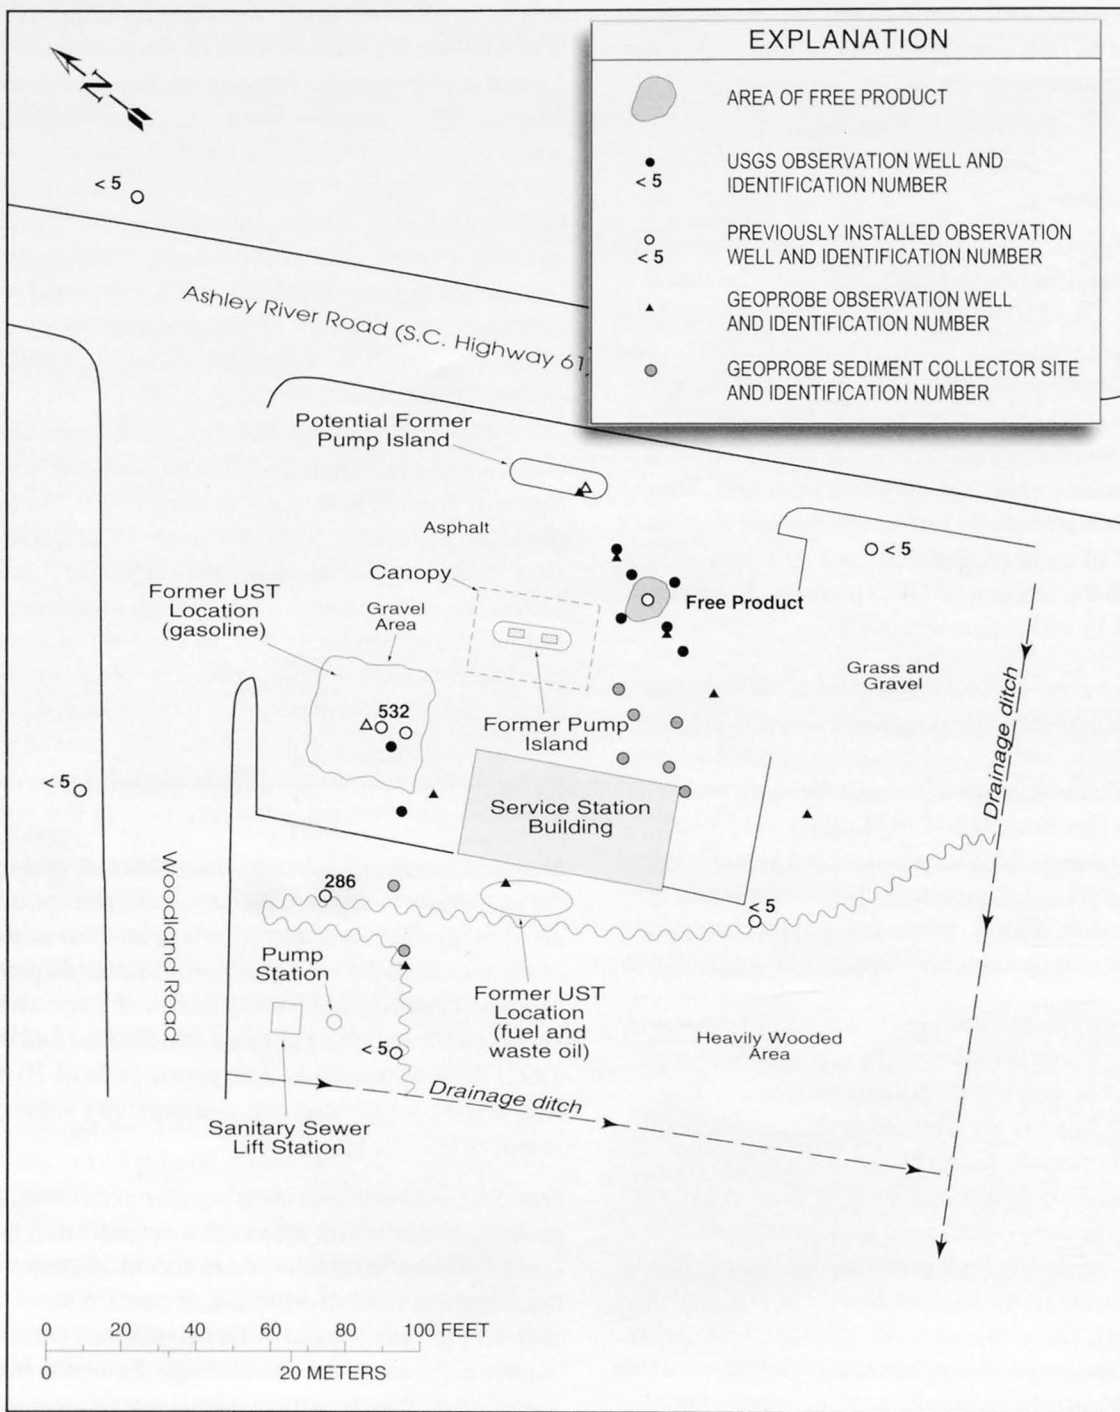 EXPLANATION
AREA OF FREE PRODUCT
USGS OBSERVATION WELL AND
< 5
IDENTIFICATION NUMBER
PREVIOUSLY INSTALLED OBSERVATION
< 5
WELL AND IDENTIFICATION NUMBER
GEOPROBE OBSERVATION WELL
AND IDENTIFICATION NUMBER
GEOPROBE SEDIMENT COLLECTOR SITE
AND IDENTIFICATION NUMBER
N
< 5
Ashley River Road (S.C. Highway 61
Potential Former
Pump Island
Asphalt
< 5
Canopy
Former UST
Location
(gasoline)
Gravel
Area
Free Product
Grass and
Gravel
532
Former Pump
Island
Drainage ditch
< 5
Service Station
Building
Woodland Road
286
< 5
Pump
Station
Former UST
Location
(fuel and
waste oil)
Heavily Wooded
Area
< 5
Drainage ditch
Sanitary Sewer
Lift Station
0 20 40 60 80 100 FEET
0 20 METERS